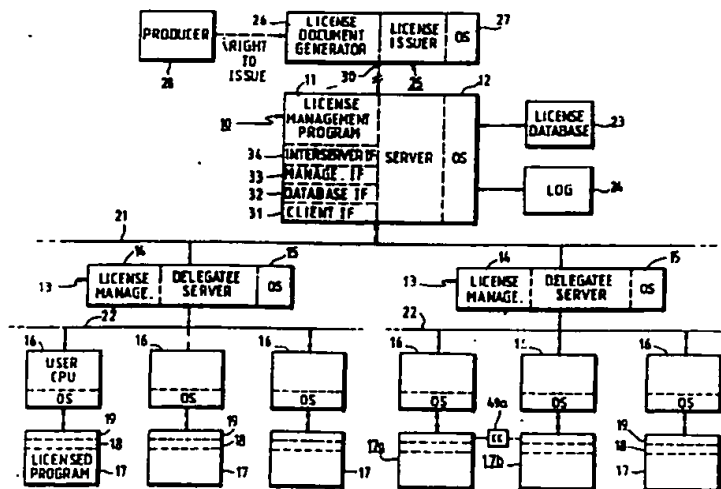 26
LICENSE
DOCUMENT
GENERATOR
LICENSE
ISSUER
OS
27
PRODUCER
28
RIGHT
TO
ISSUE
30
25
11
12
10
LICENSE
MANAGEMENT
PROGRAM
SERVER
OS
34
INTERSERVER IF
33
MANAGE. IF
32
DATABASE IF
31
CLIENT IF
LICENSE
DATABASE
23
LOG
24
21
14
15
13
LICENSE
MANAGE.
DELEGATEE
SERVER
OS
14
15
13
LICENSE
MANAGE.
DELEGATEE
SERVER
OS
22
22
16
USER
CPU
OS
16
OS
16
OS
16
OS
OS
16
OS
19
18
LICENSED
PROGRAM
17
19
18
17
17
17a
49a
17b
19
18
17